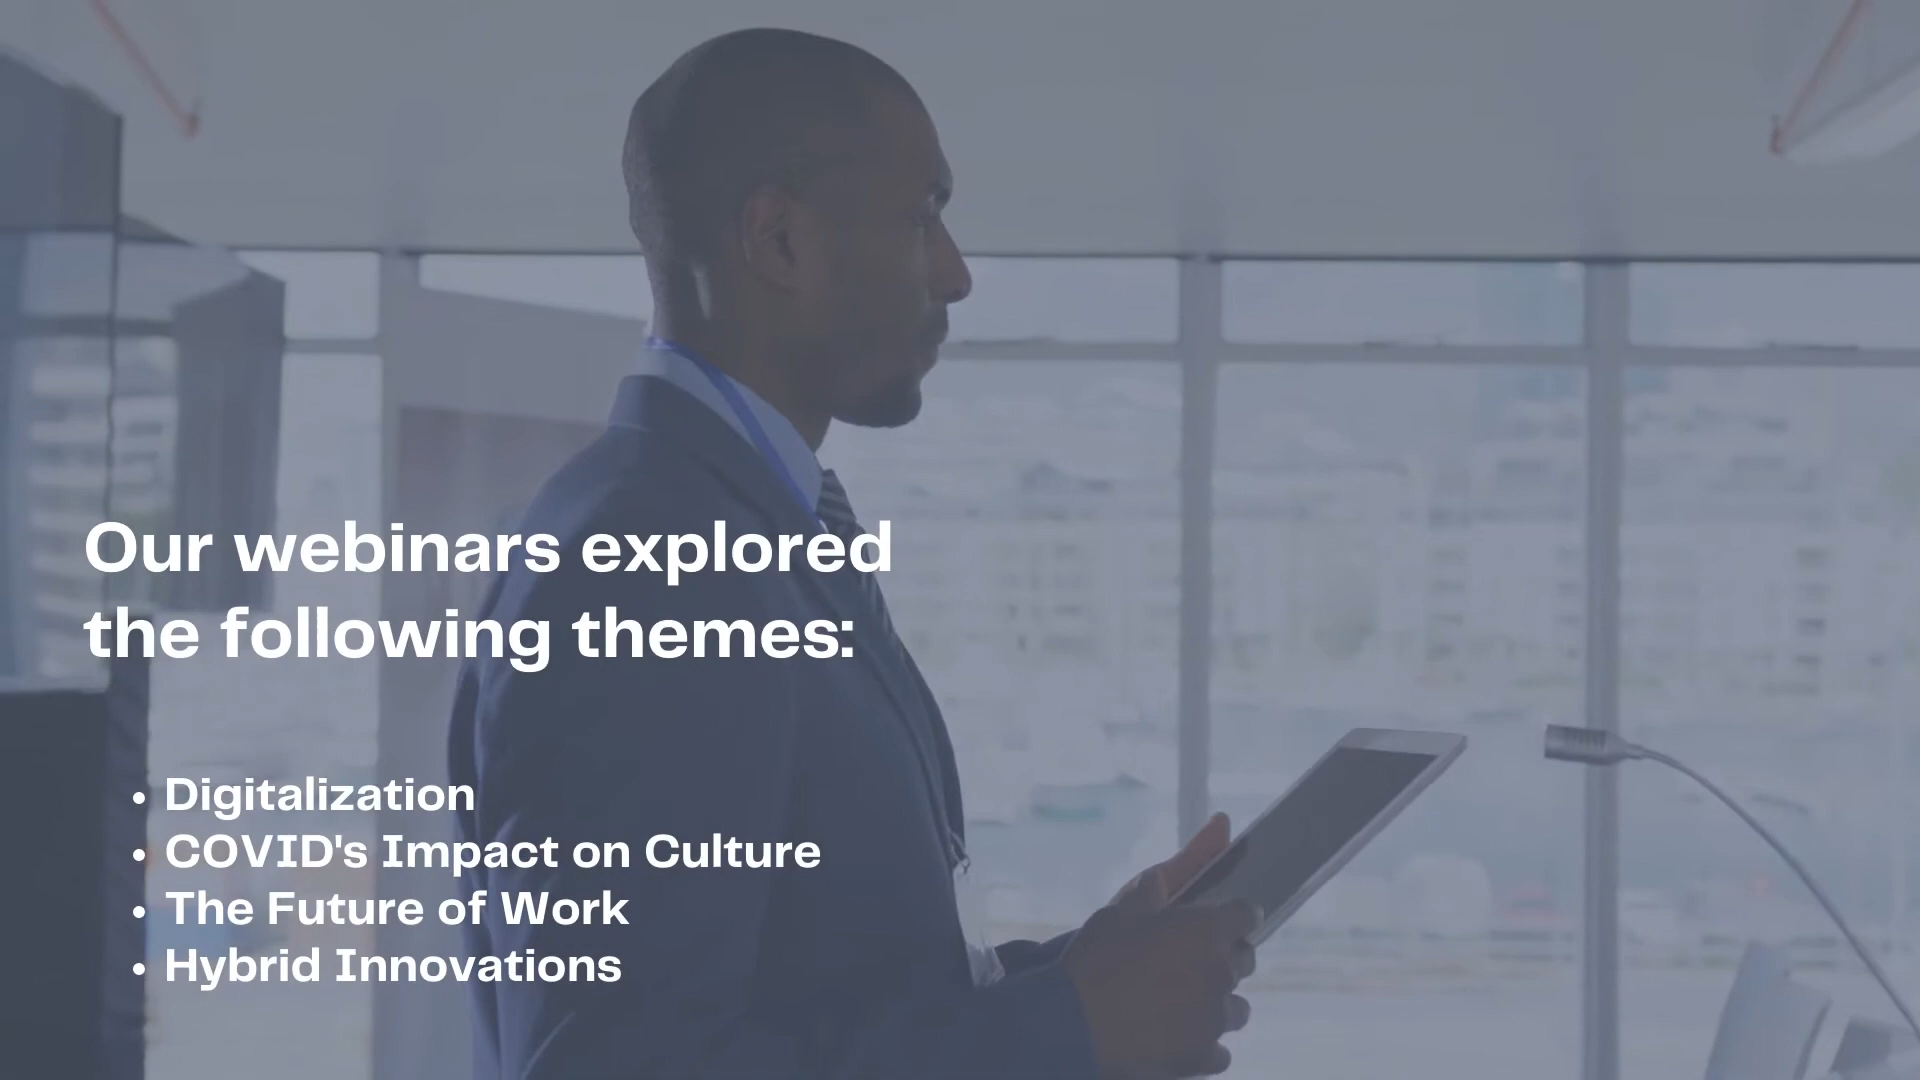 Our webinars explored
the following themes:
• Digitalization
• COVID's Impact on Culture
• The Future of Work
• Hybrid Innovations